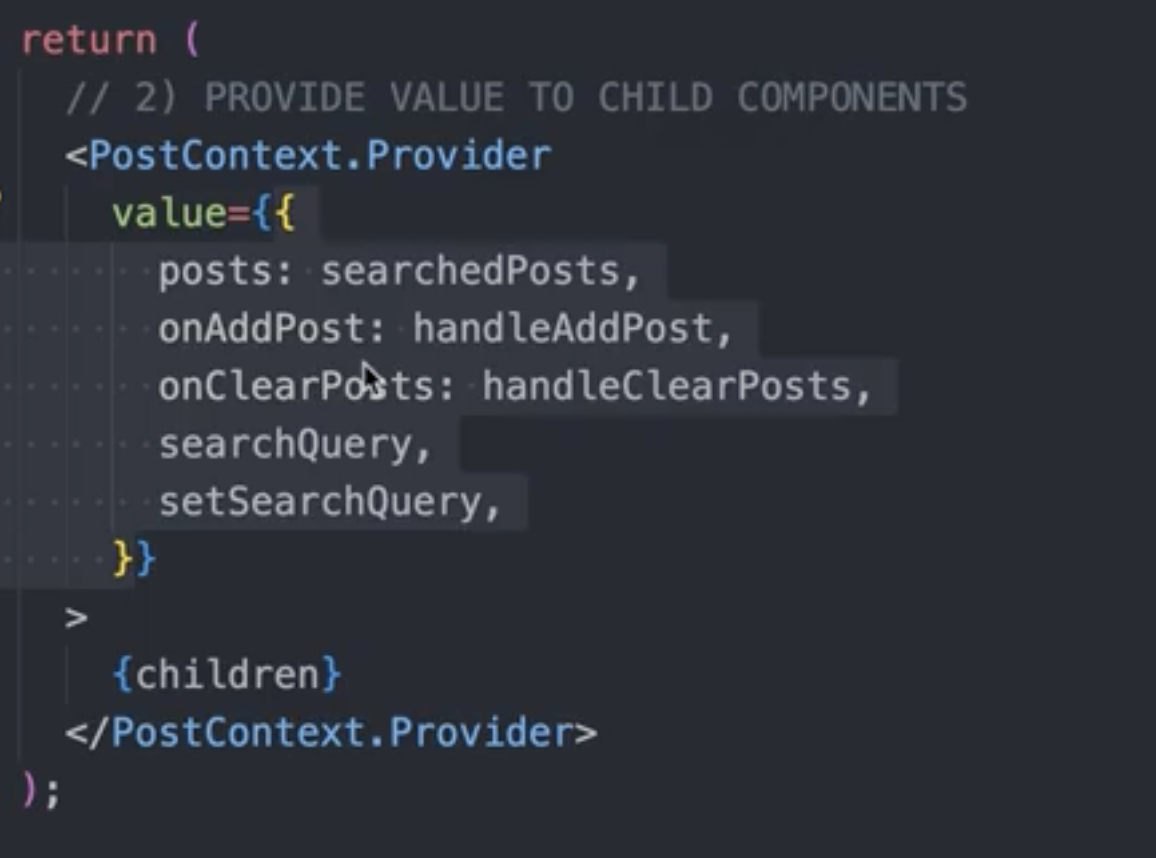 return (
// 2) PROVIDE VALUE TO CHILD COMPONENTS
<PostContext.Provider
value={{
posts: searchedPosts,
onAddPost: handleAddPost,
onClearPosts: handleClearPosts,
searchQuery,
setSearchQuery,
}}
>
{children}
</PostContext.Provider>
);